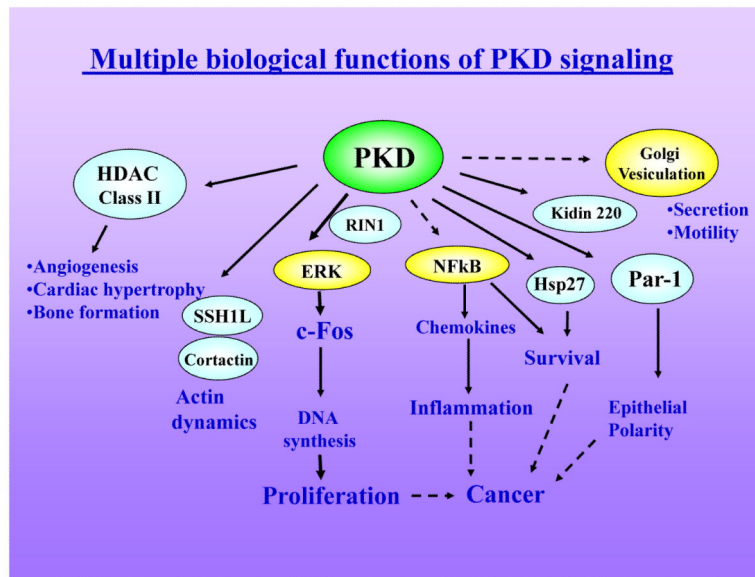 Multiple biological functions of PKD signaling
PKD
HDAC
Class II
Golgi
Vesiculation
Kidin 220
•Secretion
•Motility
RIN1
•Angiogenesis
•Cardiac hypertrophy
•Bone formation
ERK
NFkB
Hsp27
Par-1
SSH1L
Cortactin
Actin
dynamics
c-Fos
Chemokines
Survival
DNA
synthesis
Inflammation
Epithelial
Polarity
Proliferation
Cancer